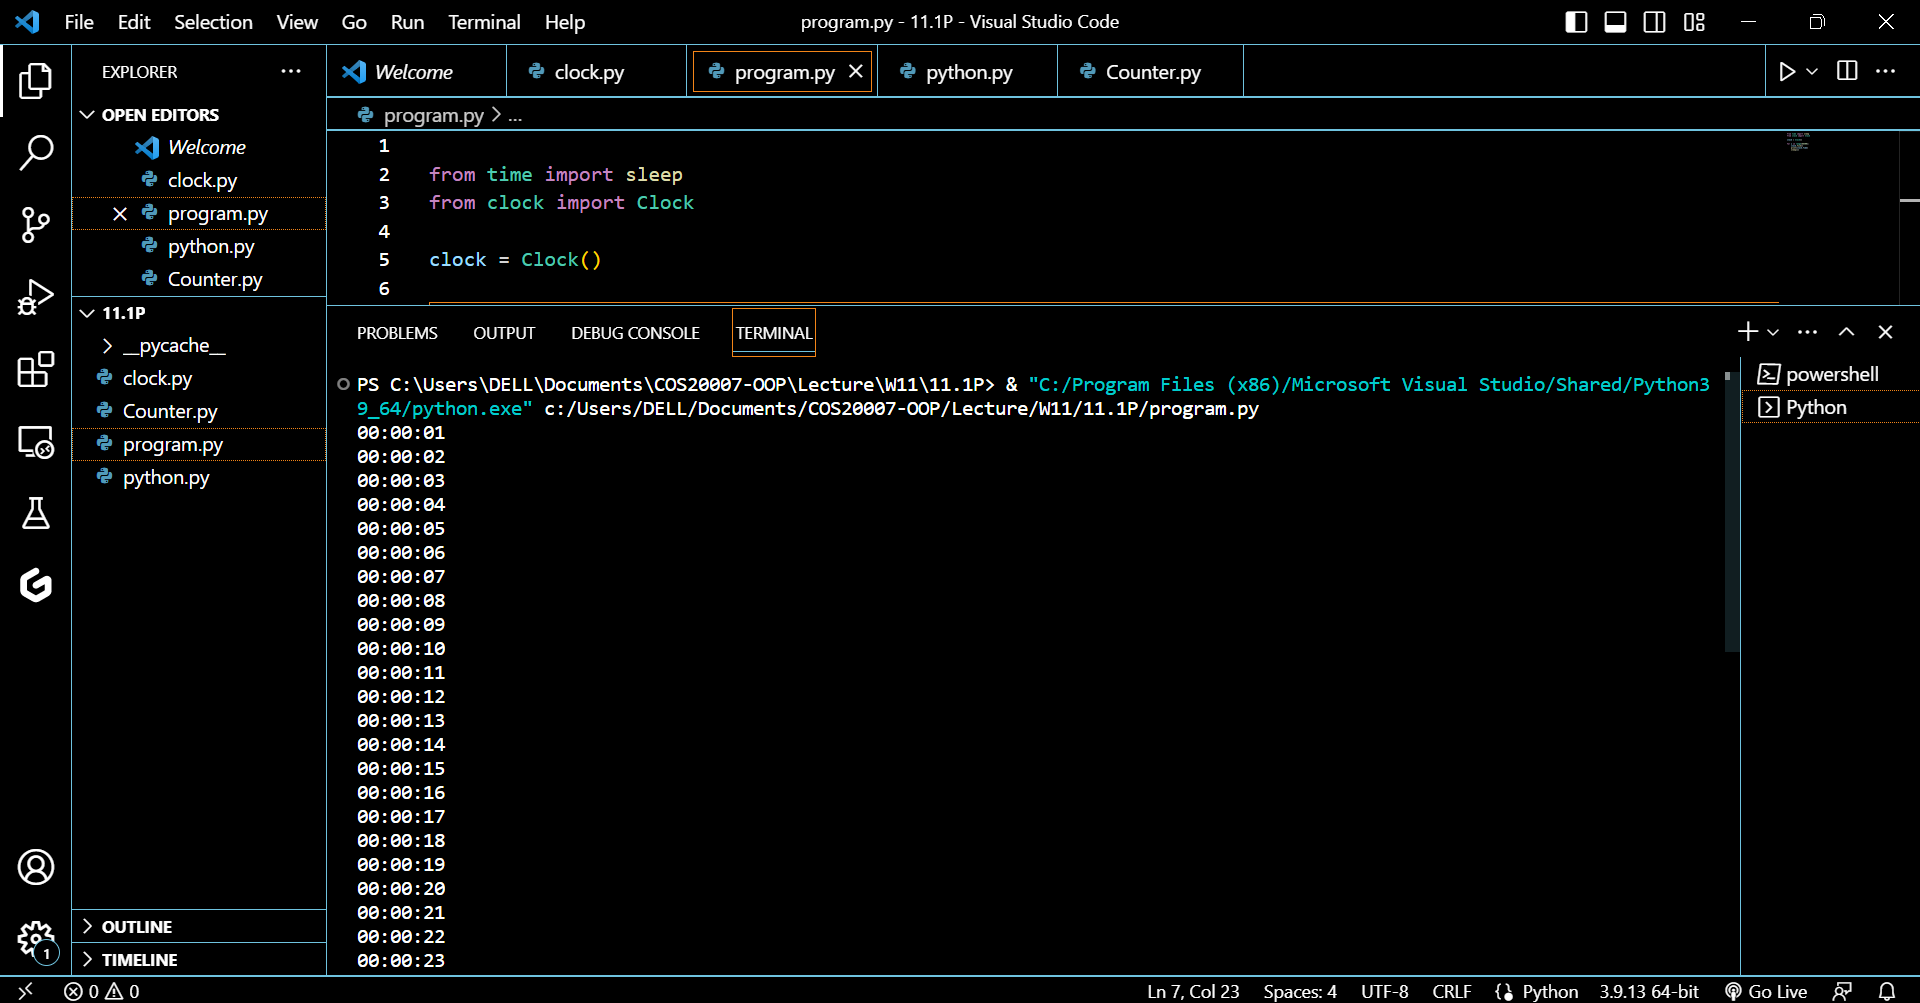 File Edit Selection View Go Run Terminal Help
program.py - 11.1P - Visual Studio Code
EXPLORER
OPEN EDITORS
Welcome
clock.py
program.py
python.py
Counter.py
11.1P
__pycache__
clock.py
Counter.py
program.py
python.py
OUTLINE
TIMELINE
Welcome clock.py program.py python.py Counter.py
program.py > ...
1
2 from time import sleep
3 from clock import Clock
4
5 clock = Clock()
6
PROBLEMS OUTPUT DEBUG CONSOLE TERMINAL
PS C:\Users\DELL\Documents\COS20007-OOP\Lecture\W11\11.1P> & "C:/Program Files (x86)/Microsoft Visual Studio/Shared/Python3
9_64/python.exe" c:/Users/DELL/Documents/COS20007-OOP/Lecture/W11/11.1P/program.py
00:00:01
00:00:02
00:00:03
00:00:04
00:00:05
00:00:06
00:00:07
00:00:08
00:00:09
00:00:10
00:00:11
00:00:12
00:00:13
00:00:14
00:00:15
00:00:16
00:00:17
00:00:18
00:00:19
00:00:20
00:00:21
00:00:22
00:00:23
powershell
Python
1
0 0
Ln 7, Col 23 Spaces: 4 UTF-8 CRLF Python 3.9.13 64-bit Go Live